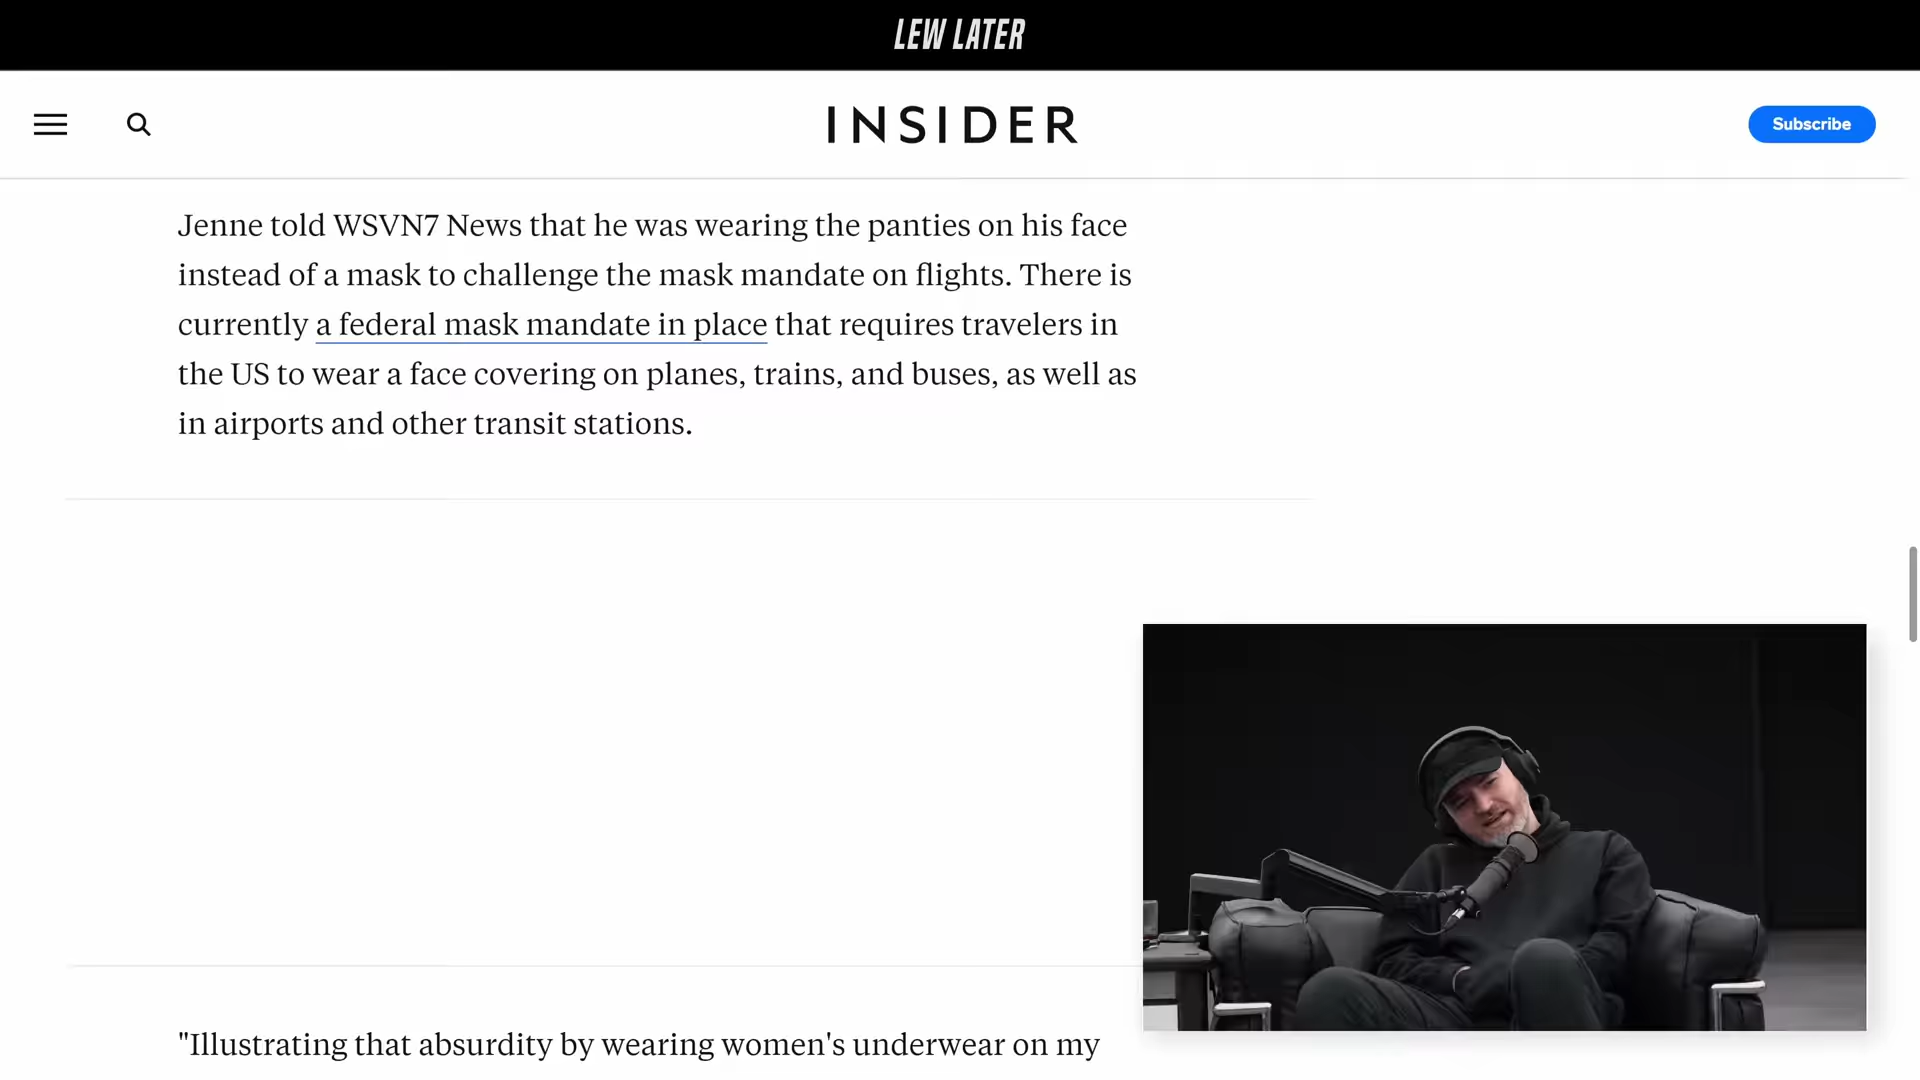 LEW LATER
INSIDER
Subscribe
Jenne told WSVN7 News that he was wearing the panties on his face
instead of a mask to challenge the mask mandate on flights. There is
currently a federal mask mandate in place that requires travelers in
the US to wear a face covering on planes, trains, and buses, as well as
in airports and other transit stations.
"Illustrating that absurdity by wearing women's underwear on my